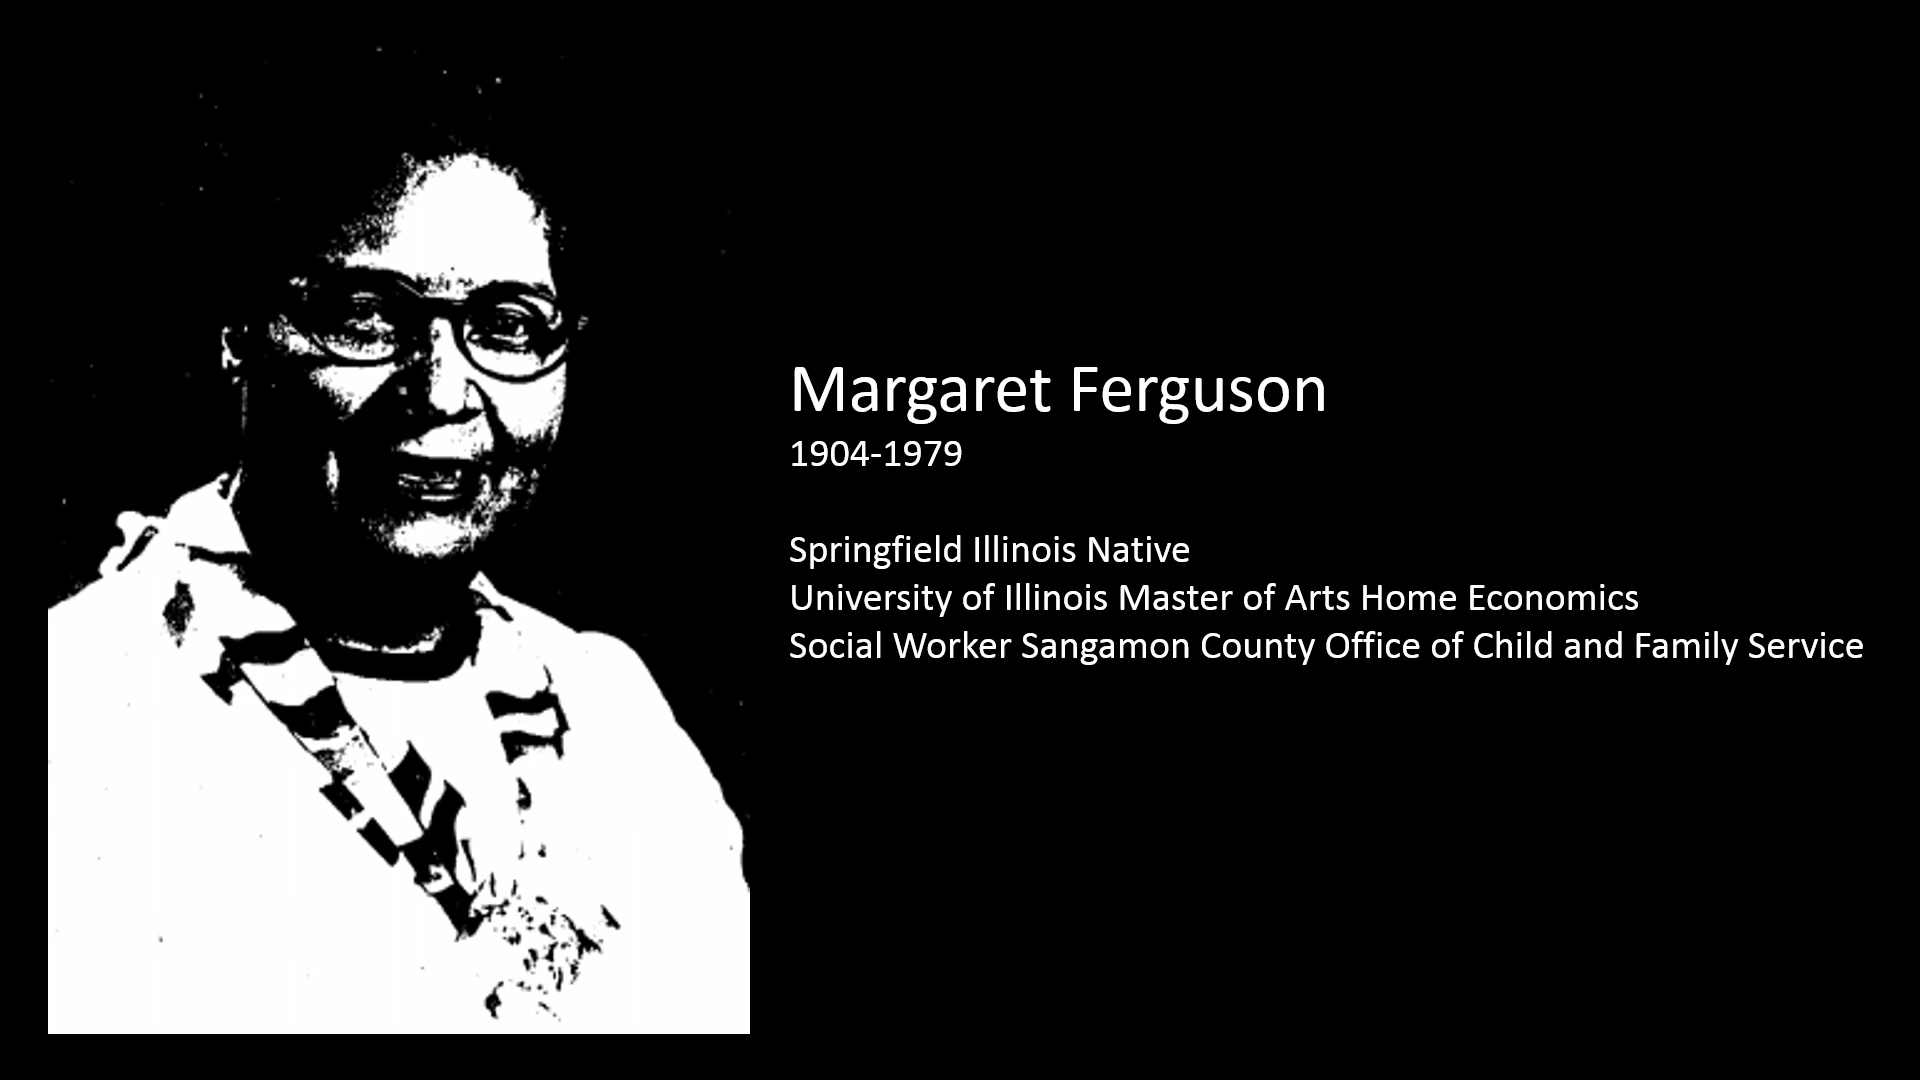 Margaret Ferguson
1904-1979
Springfield Illinois Native
University of Illinois Master of Arts Home Economics
Social Worker Sangamon County Office of Child and Family Service